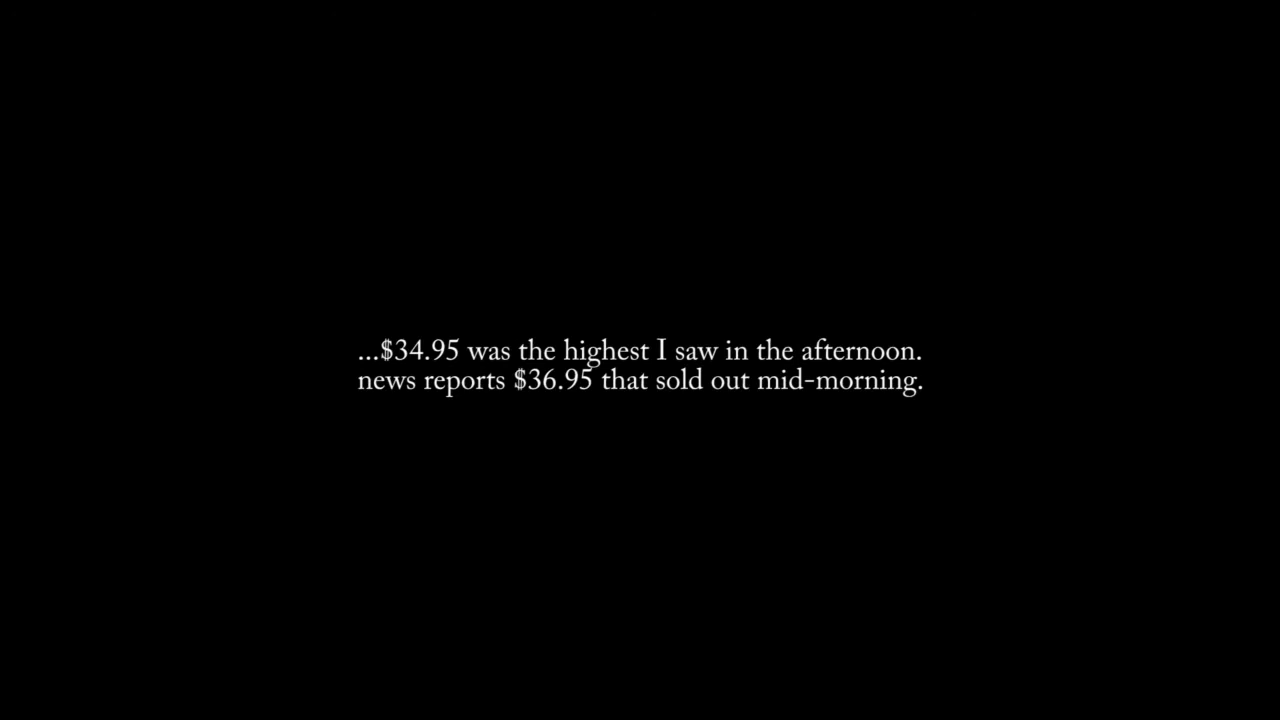 ...$34.95 was the highest I saw in the afternoon.
news reports $36.95 that sold out mid-morning.